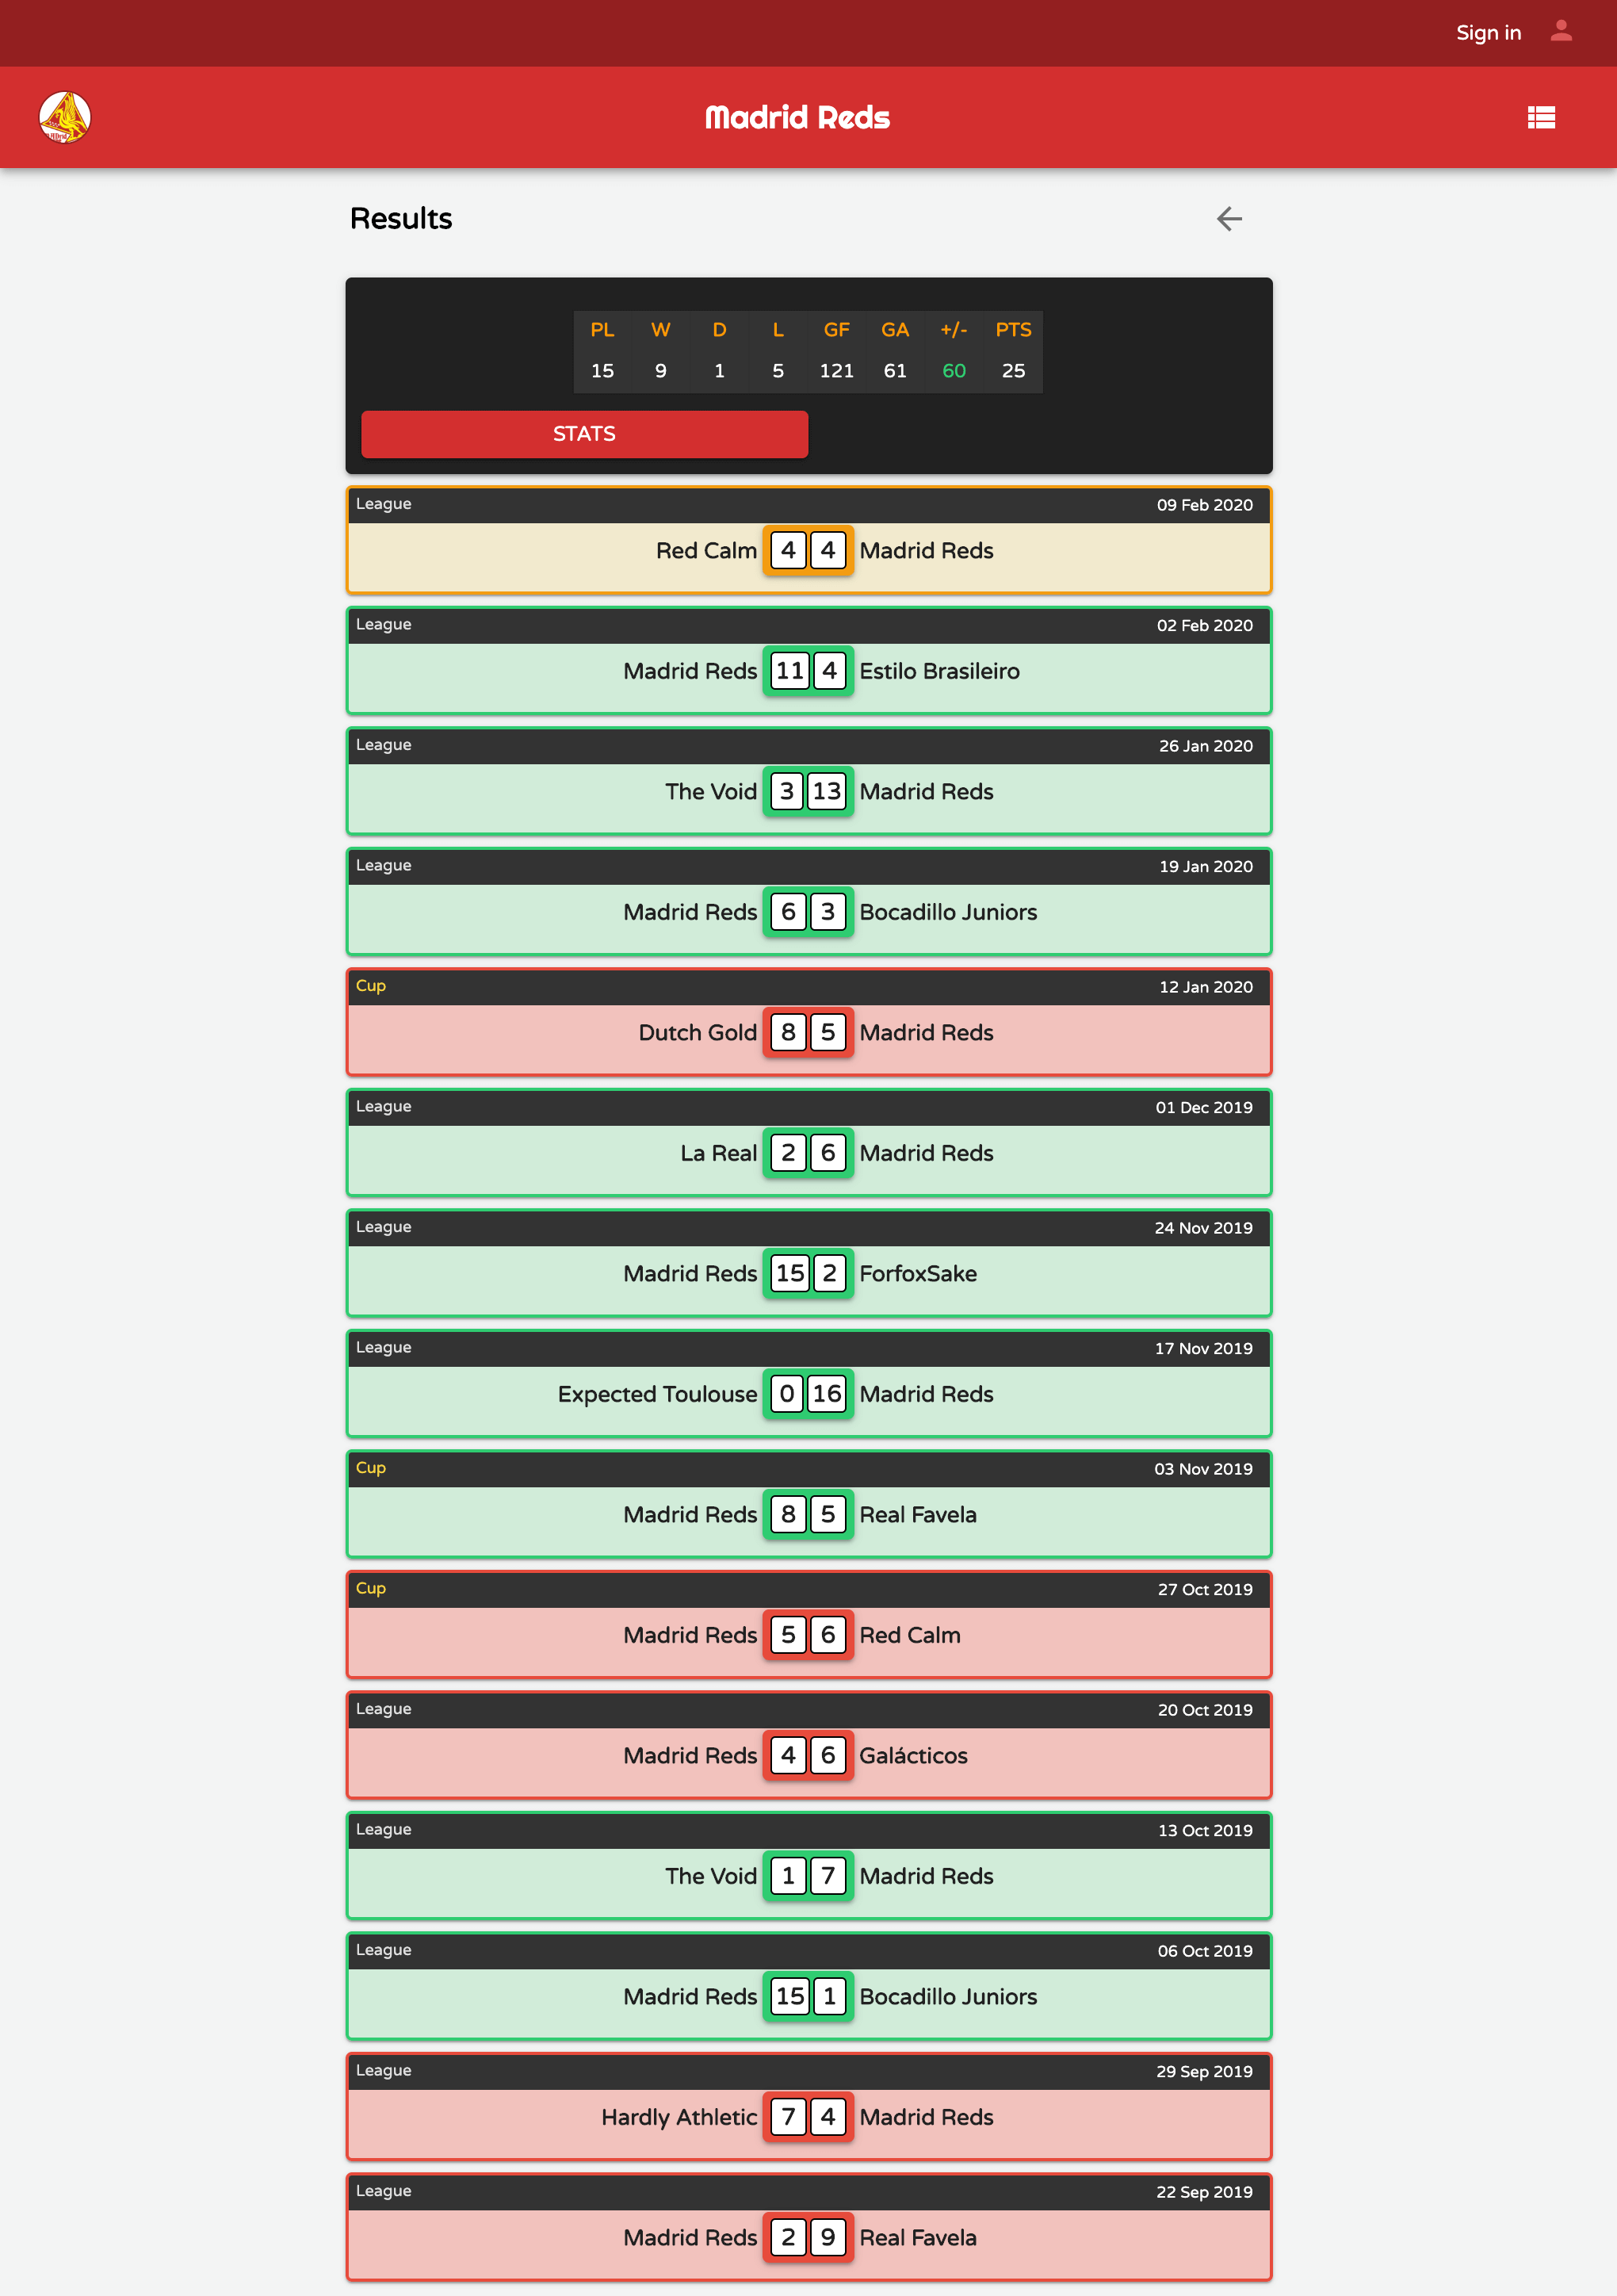 Sign in
Madrid Reds
Results
PL W D L GF GA +/- PTS
15 9 1 5 121 61 60 25
STATS
League 09 Feb 2020
Red Calm 4 4 Madrid Reds
League 02 Feb 2020
Madrid Reds 11 4 Estilo Brasileiro
League 26 Jan 2020
The Void 3 13 Madrid Reds
League 19 Jan 2020
Madrid Reds 6 3 Bocadillo Juniors
Cup 12 Jan 2020
Dutch Gold 8 5 Madrid Reds
League 01 Dec 2019
La Real 2 6 Madrid Reds
League 24 Nov 2019
Madrid Reds 15 2 ForfoxSake
League 17 Nov 2019
Expected Toulouse 0 16 Madrid Reds
Cup 03 Nov 2019
Madrid Reds 8 5 Real Favela
Cup 27 Oct 2019
Madrid Reds 5 6 Red Calm
League 20 Oct 2019
Madrid Reds 4 6 Galácticos
League 13 Oct 2019
The Void 1 7 Madrid Reds
League 06 Oct 2019
Madrid Reds 15 1 Bocadillo Juniors
League 29 Sep 2019
Hardly Athletic 7 4 Madrid Reds
League 22 Sep 2019
Madrid Reds 2 9 Real Favela